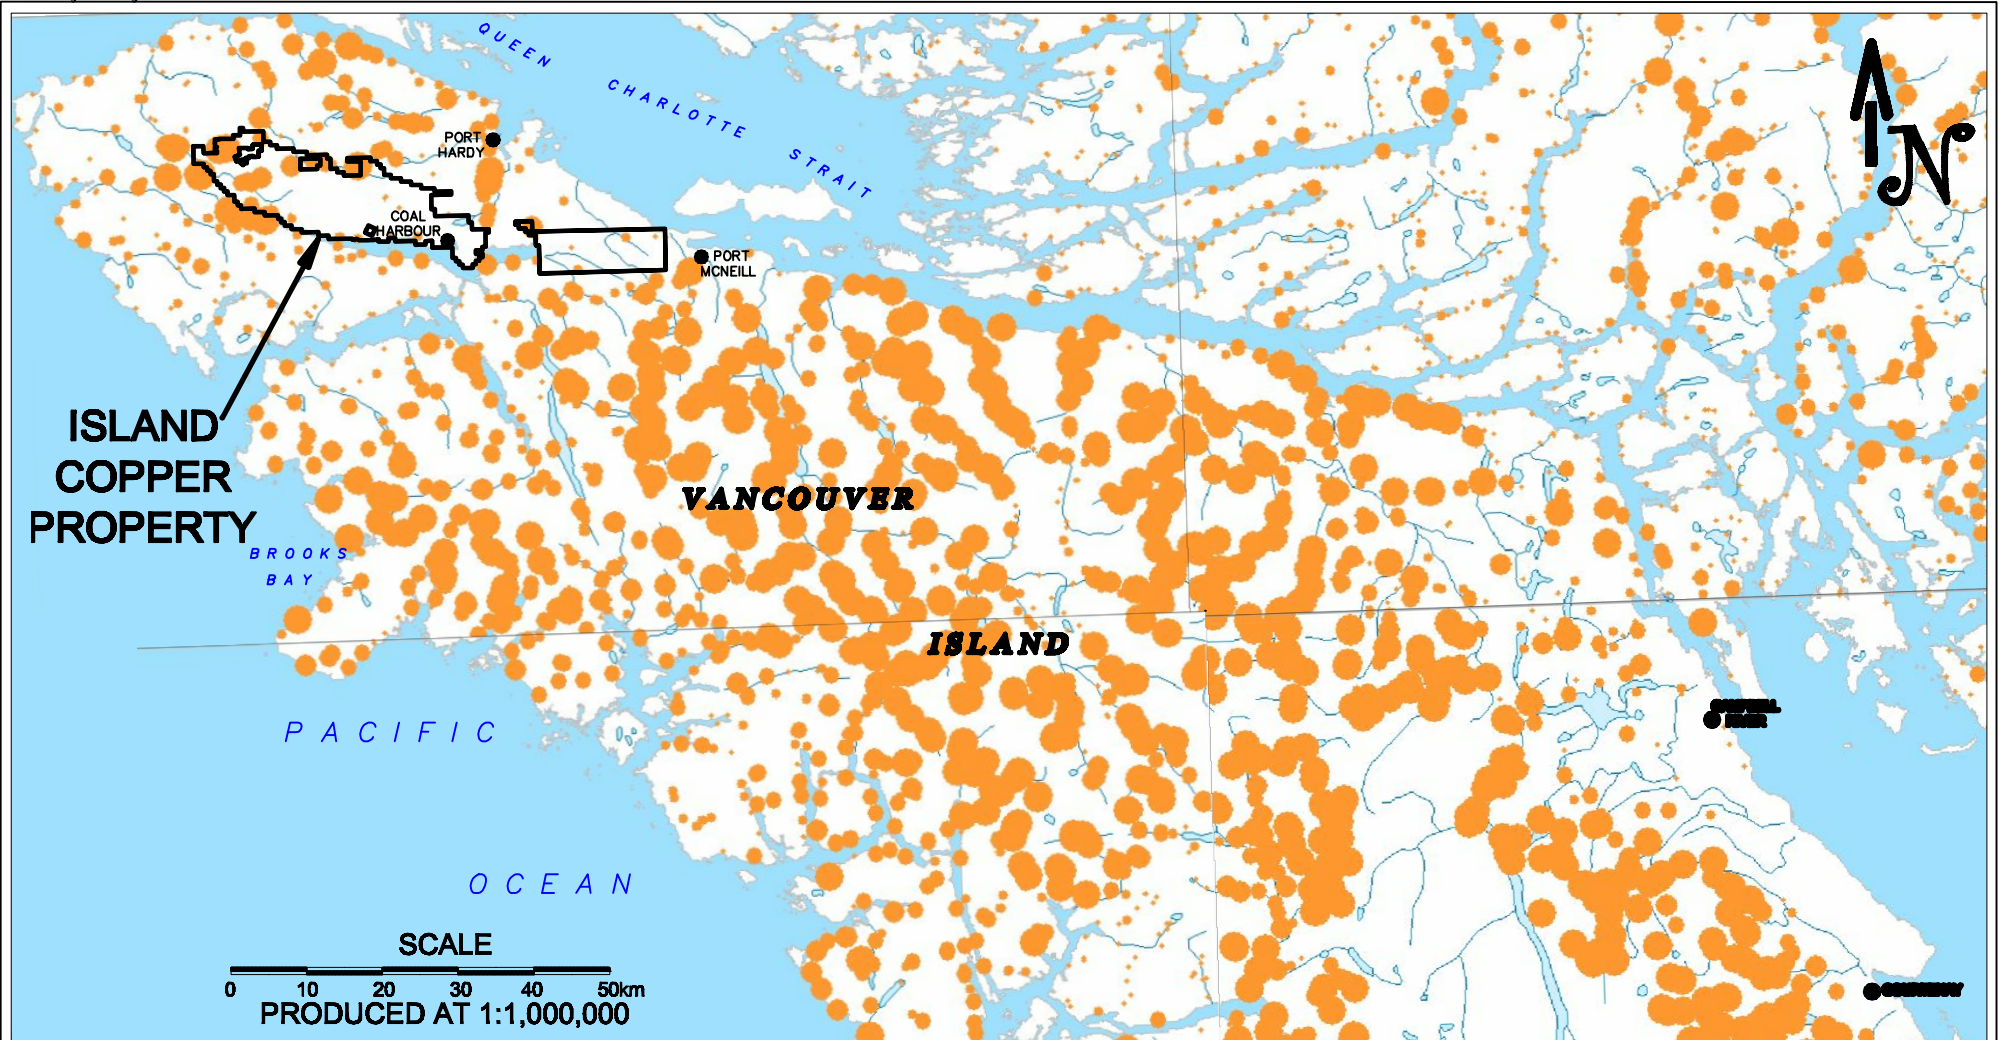 QUEEN CHARLOTTE STRAIT
PORT
HARDY
COAL
HARBOUR
PORT
MCNEILL
N
ISLAND
COPPER
PROPERTY
VANCOUVER
BROOKS
BAY
ISLAND
PACIFIC
OCEAN
SCALE
0 10 20 30 40 50km
PRODUCED AT 1:1,000,000